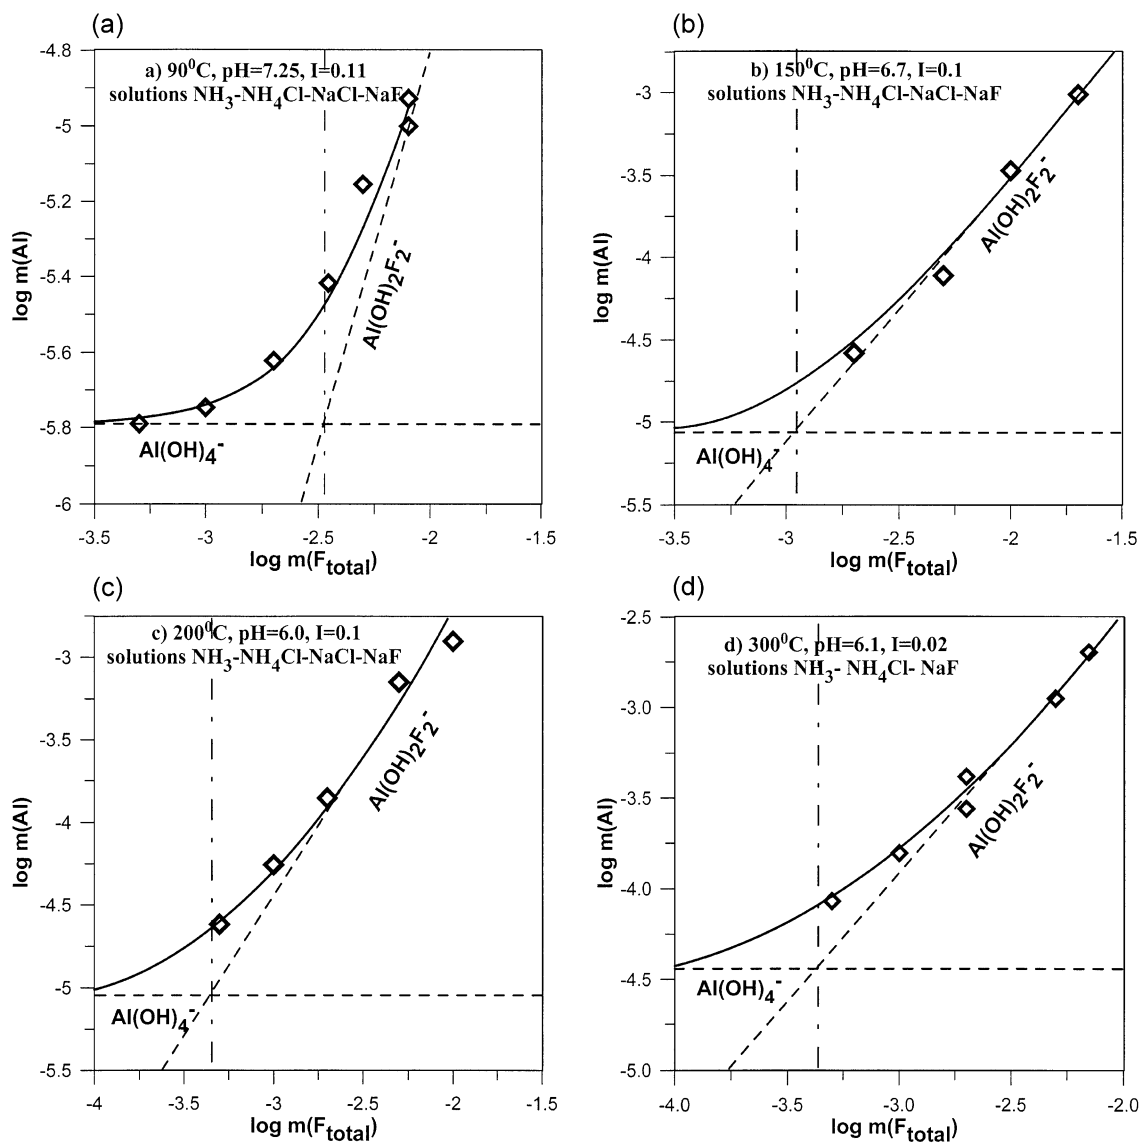 (a)
a) 90⁰C, pH=7.25, I=0.11
solutions NH3-NH4Cl-NaCl-NaF
-4.8
-5
-5.2
-5.4
-5.6
-5.8
-6
log m(Al)
Al(OH)2F2-
Al(OH)4-
-3.5 -3 -2.5 -2 -1.5
log m(Ftotal)
(b)
b) 150⁰C, pH=6.7, I=0.1
solutions NH3-NH4Cl-NaCl-NaF
-3
-3.5
-4
-4.5
-5
-5.5
log m(Al)
Al(OH)2F2-
Al(OH)4-
-3.5 -3 -2.5 -2 -1.5
log m(Ftotal)
(c)
c) 200⁰C, pH=6.0, I=0.1
solutions NH3-NH4Cl-NaCl-NaF
-3
-3.5
-4
-4.5
-5
-5.5
log m(Al)
Al(OH)2F2-
Al(OH)4-
-4 -3.5 -3 -2.5 -2 -1.5
log m(Ftotal)
(d)
d) 300⁰C, pH=6.1, I=0.02
solutions NH3- NH4Cl- NaF
-2.5
-3.0
-3.5
-4.0
-4.5
-5.0
log m(Al)
Al(OH)2F2-
Al(OH)4-
-4.0 -3.5 -3.0 -2.5 -2.0
log m(Ftotal)